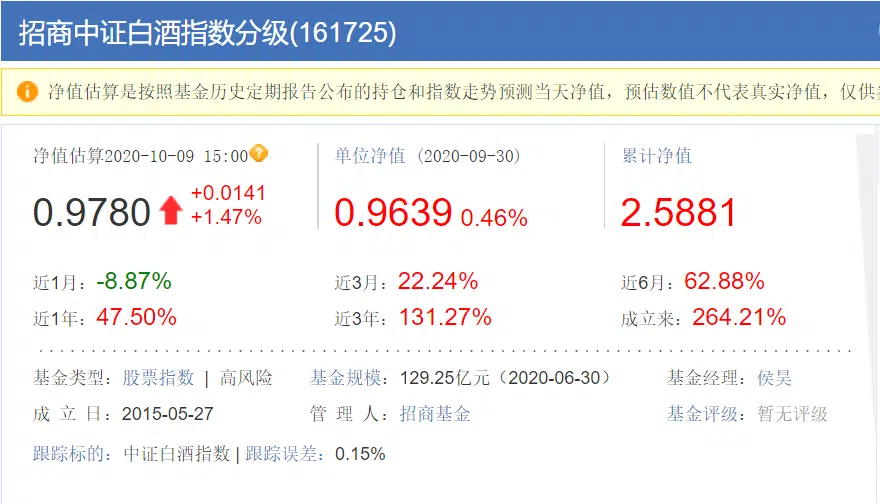 招商中证白酒指数分级(161725)
净值估算是按照基金历史定期报告公布的持仓和指数走势预测当天净值，预估数值不代表真实净值，仅供
净值估算2020-10-09 15:00 单位净值 (2020-09-30) 累计净值
0.9780 +0.0141 +1.47% 0.9639 0.46% 2.5881
近1月：-8.87% 近3月：22.24% 近6月：62.88%
近1年：47.50% 近3年：131.27% 成立来：264.21%
基金类型：股票指数 | 高风险 基金规模：129.25亿元（2020-06-30） 基金经理：侯昊
成 立 日：2015-05-27 管 理 人：招商基金 基金评级：暂无评级
跟踪标的：中证白酒指数 | 跟踪误差：0.15%